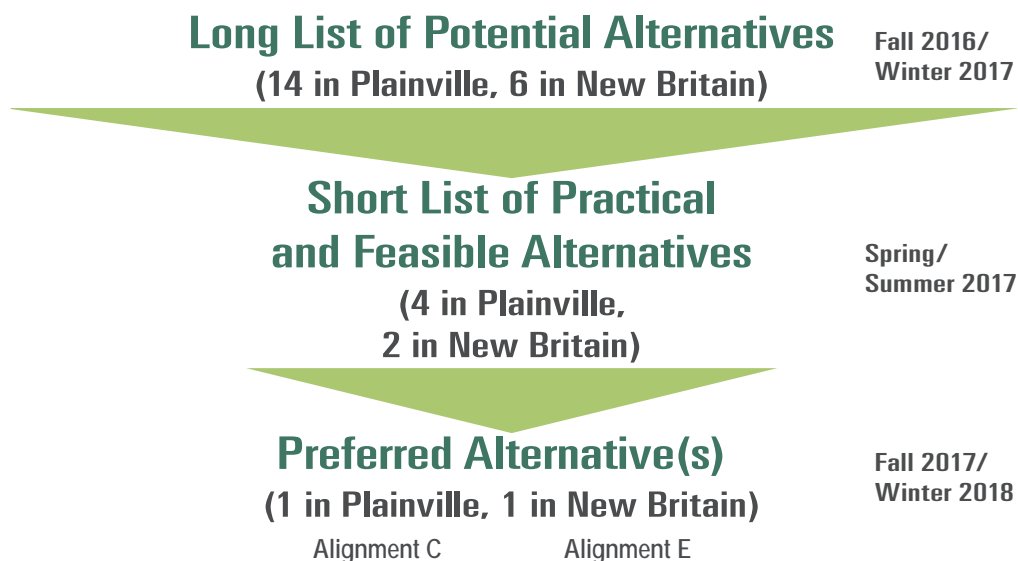 Long List of Potential Alternatives
(14 in Plainville, 6 in New Britain)
Fall 2016/
Winter 2017
Short List of Practical
and Feasible Alternatives
(4 in Plainville,
2 in New Britain)
Spring/
Summer 2017
Preferred Alternative(s)
(1 in Plainville, 1 in New Britain)
Fall 2017/
Winter 2018
Alignment C
Alignment E